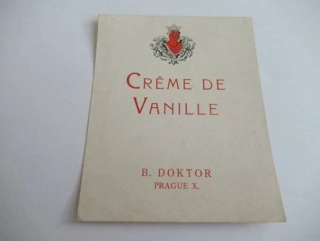 CRÊME DE
VANILLE
B. DOKTOR
PRAGUE X.